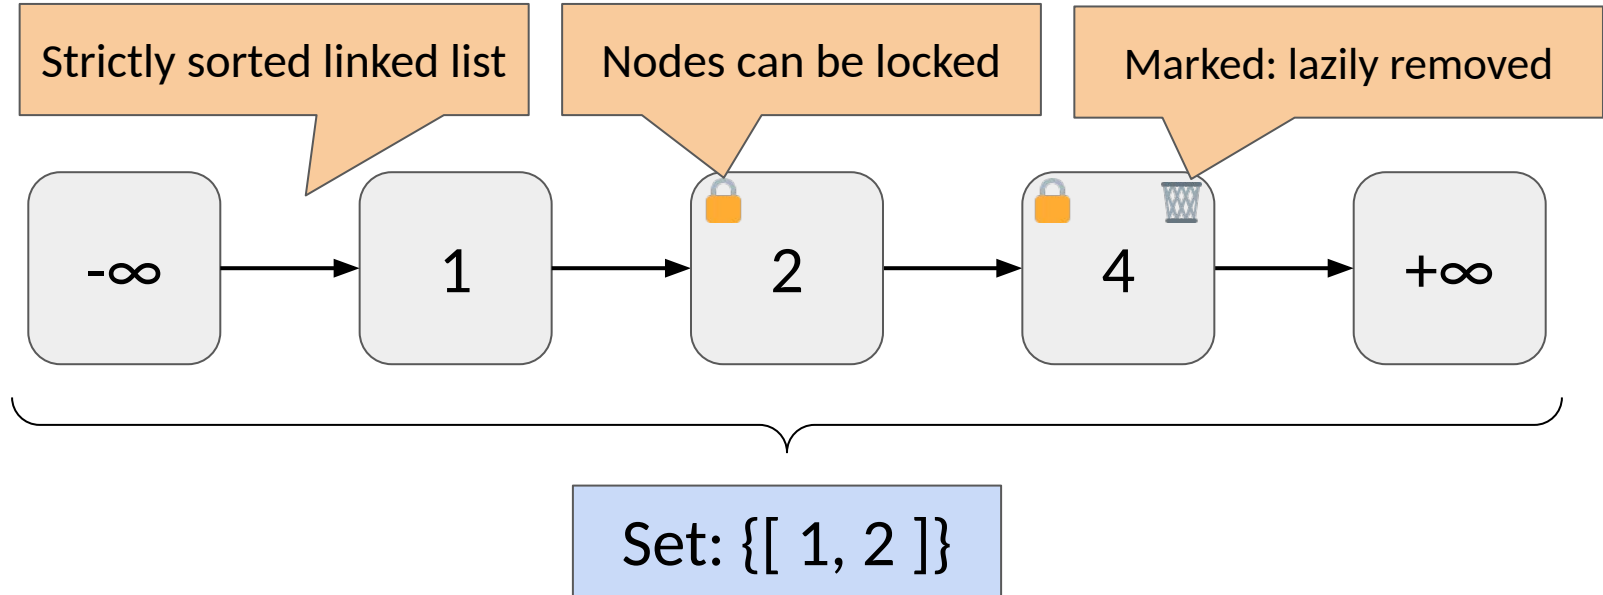 Strictly sorted linked list
Nodes can be locked
Marked: lazily removed
-∞
1
2
4
+∞
Set: {[ 1, 2 ]}